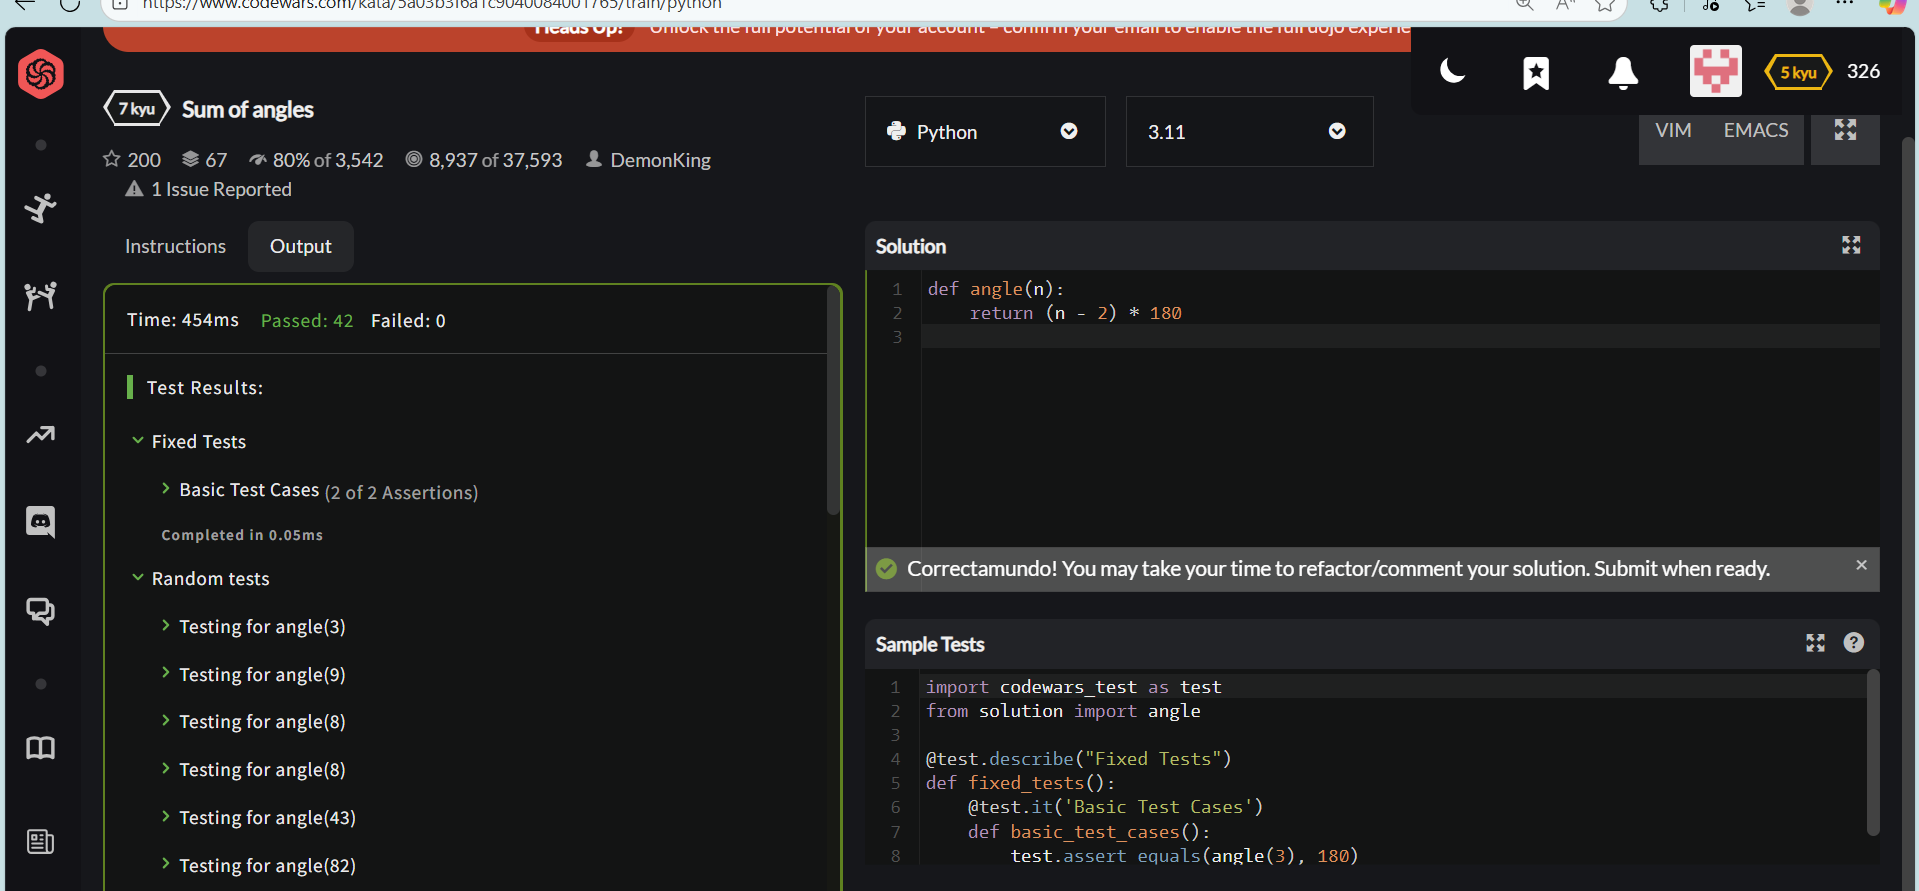 https://www.codewars.com/kata/5a03b3f6a1c9040084001765/train/python
Heads Up! Unlock the full potential of your account – confirm your email to enable the full dojo experie
5 kyu 326
7 kyu Sum of angles
200 67 80% of 3,542 8,937 of 37,593 DemonKing
1 Issue Reported
Python
3.11
VIM EMACS
Instructions Output
Time: 454ms Passed: 42 Failed: 0
Test Results:
Fixed Tests
Basic Test Cases (2 of 2 Assertions)
Completed in 0.05ms
Random tests
Testing for angle(3)
Testing for angle(9)
Testing for angle(8)
Testing for angle(8)
Testing for angle(43)
Testing for angle(82)
Solution
1 def angle(n):
2 return (n - 2) * 180
3
Correctamundo! You may take your time to refactor/comment your solution. Submit when ready.
Sample Tests
1 import codewars_test as test
2 from solution import angle
3
4 @test.describe("Fixed Tests")
5 def fixed_tests():
6 @test.it('Basic Test Cases')
7 def basic_test_cases():
8 test.assert_equals(angle(3), 180)